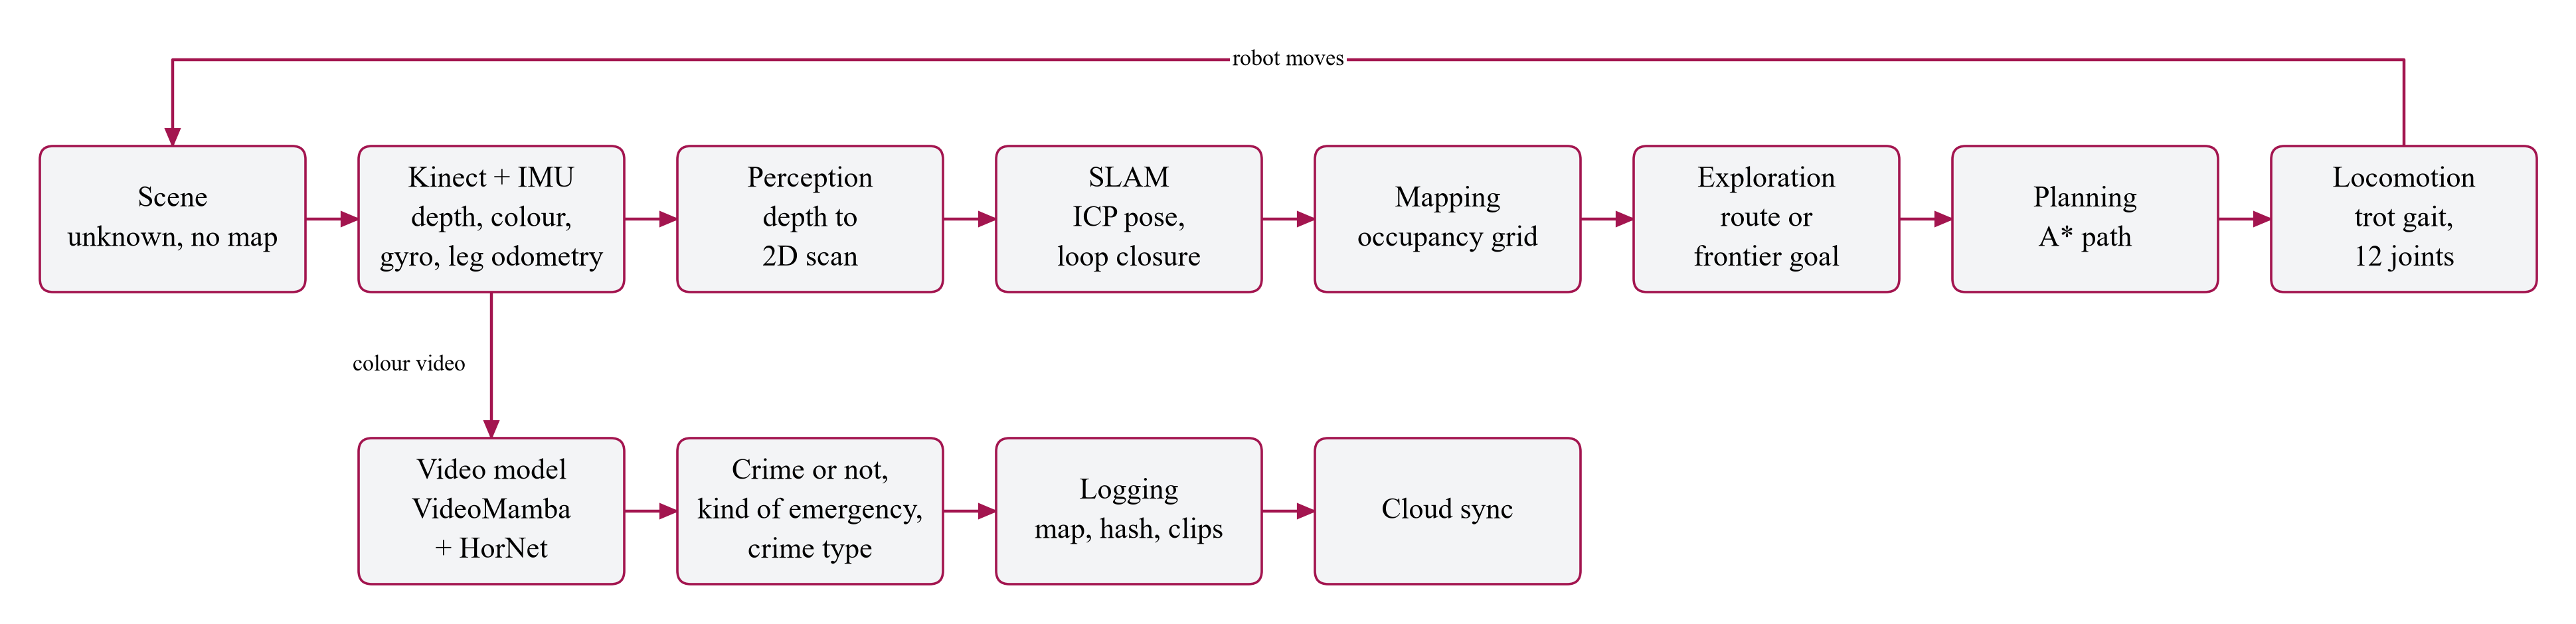 robot moves
Scene
unknown, no map
Kinect + IMU
depth, colour,
gyro, leg odometry
Perception
depth to
2D scan
SLAM
ICP pose,
loop closure
Mapping
occupancy grid
Exploration
route or
frontier goal
Planning
A* path
Locomotion
trot gait,
12 joints
colour video
Video model
VideoMamba
+ HorNet
Crime or not,
kind of emergency,
crime type
Logging
map, hash, clips
Cloud sync